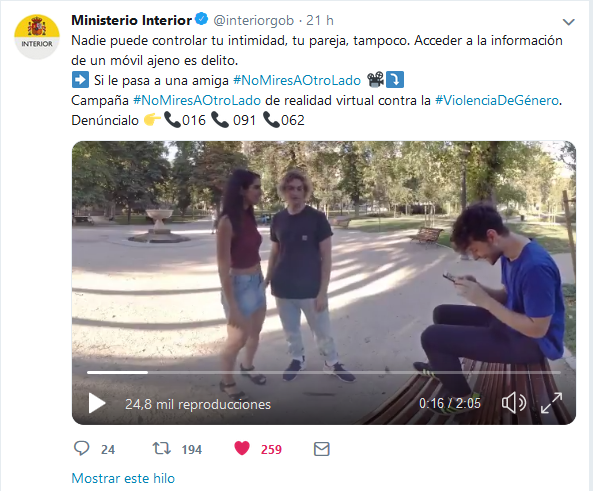 Ministerio Interior @interiorgob · 21 h
Nadie puede controlar tu intimidad, tu pareja, tampoco. Acceder a la información
de un móvil ajeno es delito.
➡️ Si le pasa a una amiga #NoMiresAOtroLado 🎥⤵️
Campaña #NoMiresAOtroLado de realidad virtual contra la #ViolenciaDeGénero.
Denúncialo 👉📞016 📞 091 📞062
INTERIOR
24,8 mil reproducciones
0:16 / 2:05
24 194 259
Mostrar este hilo